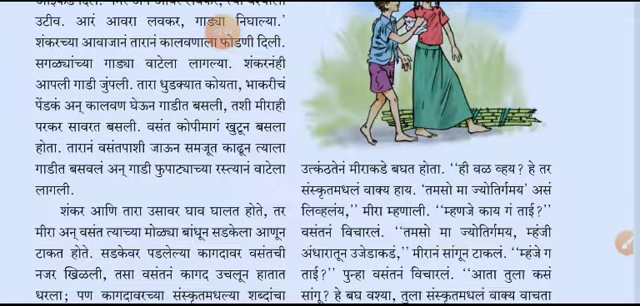 उटीव. आरं आवरा लवकर, गाड्या निघाल्या.’
शंकरच्या आवाजानं तारानं कालवणाला फोडणी दिली.
सगळ्यांच्या गाड्या वाटेला लागल्या. शंकरनंही
आपली गाडी जुंपली. तारा धुडक्यात कोयता, भाकरीचं
पेंडकं अन् कालवण घेऊन गाडीत बसली, तशी मीराही
परकर सावरत बसली. वसंत कोपीमागं खुटून बसला
होता. तारानं वसंतपाशी जाऊन समजूत काढून त्याला
गाडीत बसवलं अन् गाडी फुपाट्याच्या रस्त्यानं वाटेला
लागली.
शंकर आणि तारा उसावर घाव घालत होते, तर
मीरा अन् वसंत त्याच्या मोळ्या बांधून सडकेला आणून
टाकत होते. सडकेवर पडलेल्या कागदावर वसंतची
नजर खिळली, तसा वसंतनं कागद उचलून हातात
धरला; पण कागदावरच्या संस्कृतमधल्या शब्दांचा
उत्कंठतेनं मीराकडे बघत होता. “ही वळ व्हय? हे तर
संस्कृतमधलं वाक्य हाय. ‘तमसो मा ज्योतिर्गमय’ असं
लिव्हलंय,” मीरा म्हणाली. “म्हणजे काय गं ताई?”
वसंतनं विचारलं. “तमसो मा ज्योतिर्गमय, म्हंजी
अंधारातून उजेडाकडं,” मीरानं सांगून टाकलं. “म्हंजे ग
ताई?” पुन्हा वसंतनं विचारलं. “आता तुला कसं
सांगू? हे बघ वश्या, तुला संस्कृतमधलं वाक्य वाचता